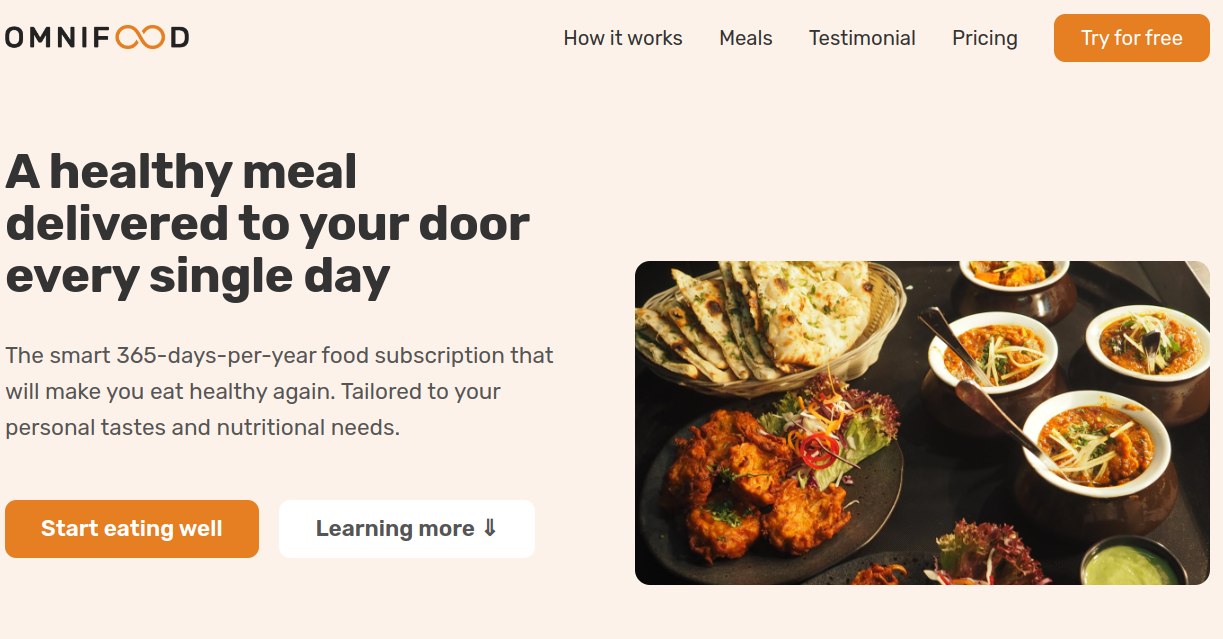 OMNIFOOD
How it works Meals Testimonial Pricing Try for free
A healthy meal
delivered to your door
every single day
The smart 365-days-per-year food subscription that
will make you eat healthy again. Tailored to your
personal tastes and nutritional needs.
Start eating well Learning more ⇓